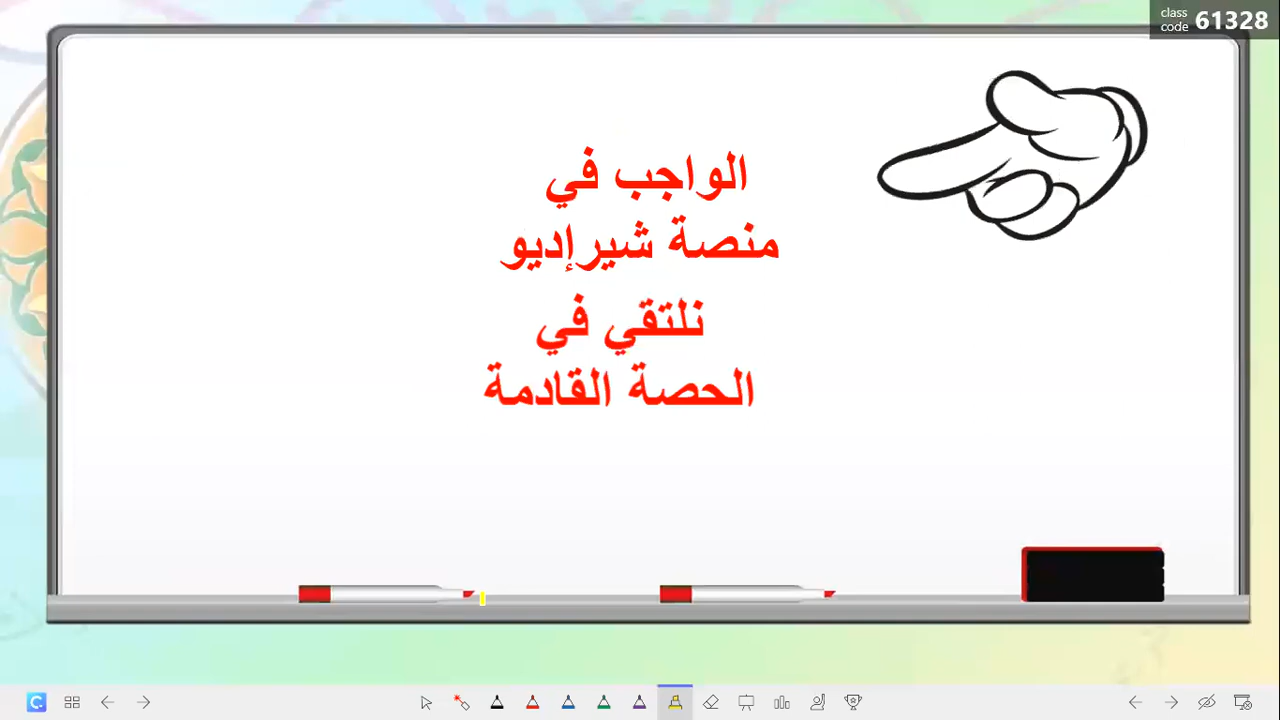 class
code 61328
الواجب في
منصة شيرإديو
نلتقي في
الحصة القادمة